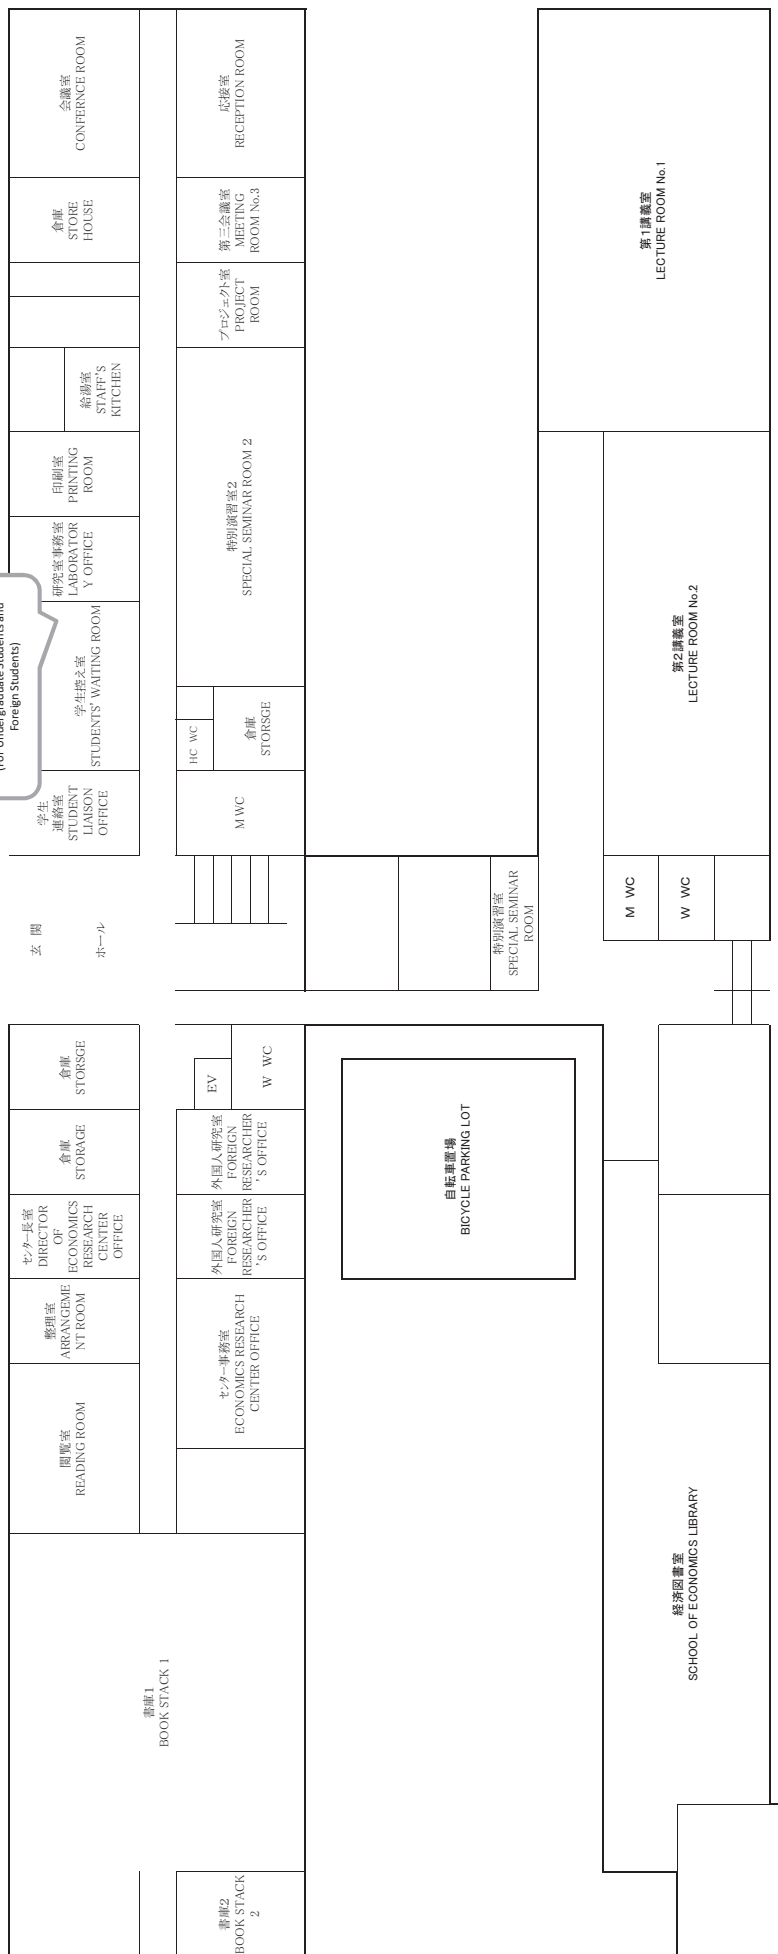 会議室
CONFERNCE ROOM
応接室
RECEPTION ROOM
倉庫
STORE
HOUSE
第三会議室
MEETING
ROOM No.3
プロジェクト室
PROJECT
ROOM
給湯室
STAFF'S
KITCHEN
印刷室
PRINTING
ROOM
研究室事務室
LABORATOR
Y OFFICE
特別演習室2
SPECIAL SEMINAR ROOM 2
(For Undergraduate Students and
Foreign Students)
学生控え室
STUDENTS' WAITING ROOM
HC WC
倉庫
STORSGE
学生
連絡室
STUDENT
LIAISON
OFFICE
M WC
第1講義室
LECTURE ROOM No.1
第2講義室
LECTURE ROOM No.2
M WC
W WC
特別演習室
SPECIAL SEMINAR
ROOM
玄 関
ホール
倉庫
STORSGE
EV
W WC
倉庫
STORAGE
外国人研究室
FOREIGN
RESEARCHER
'S OFFICE
センター長室
DIRECTOR
OF
ECONOMICS
RESEARCH
CENTER
OFFICE
外国人研究室
FOREIGN
RESEARCHER
'S OFFICE
整理室
ARRANGEME
NT ROOM
センター事務室
ECONOMICS RESEARCH
CENTER OFFICE
閲覧室
READING ROOM
自転車置場
BICYCLE PARKING LOT
経済図書室
SCHOOL OF ECONOMICS LIBRARY
書庫1
BOOK STACK 1
書庫2
BOOK STACK
2